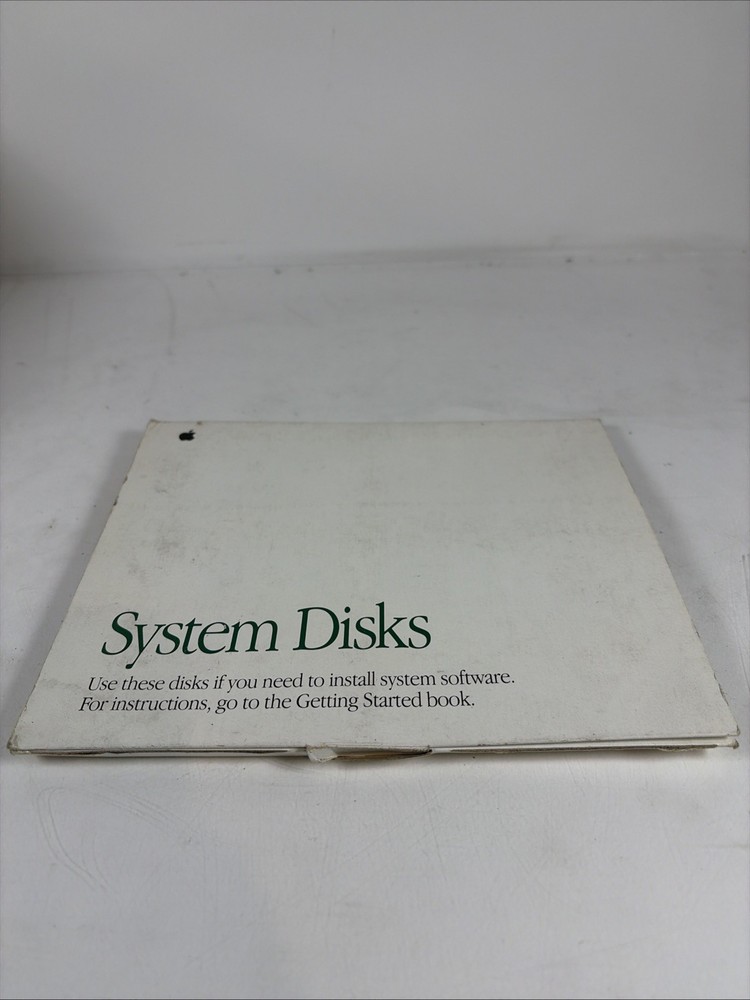 System Disks
Use these disks if you need to install system software.
For instructions, go to the Getting Started book.